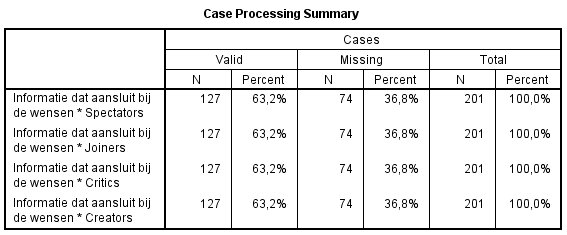 Case Processing Summary
Cases
Valid Missing Total
N Percent N Percent N Percent
Informatie dat aansluit bij
de wensen * Spectators 127 63,2% 74 36,8% 201 100,0%
Informatie dat aansluit bij
de wensen * Joiners 127 63,2% 74 36,8% 201 100,0%
Informatie dat aansluit bij
de wensen * Critics 127 63,2% 74 36,8% 201 100,0%
Informatie dat aansluit bij
de wensen * Creators 127 63,2% 74 36,8% 201 100,0%